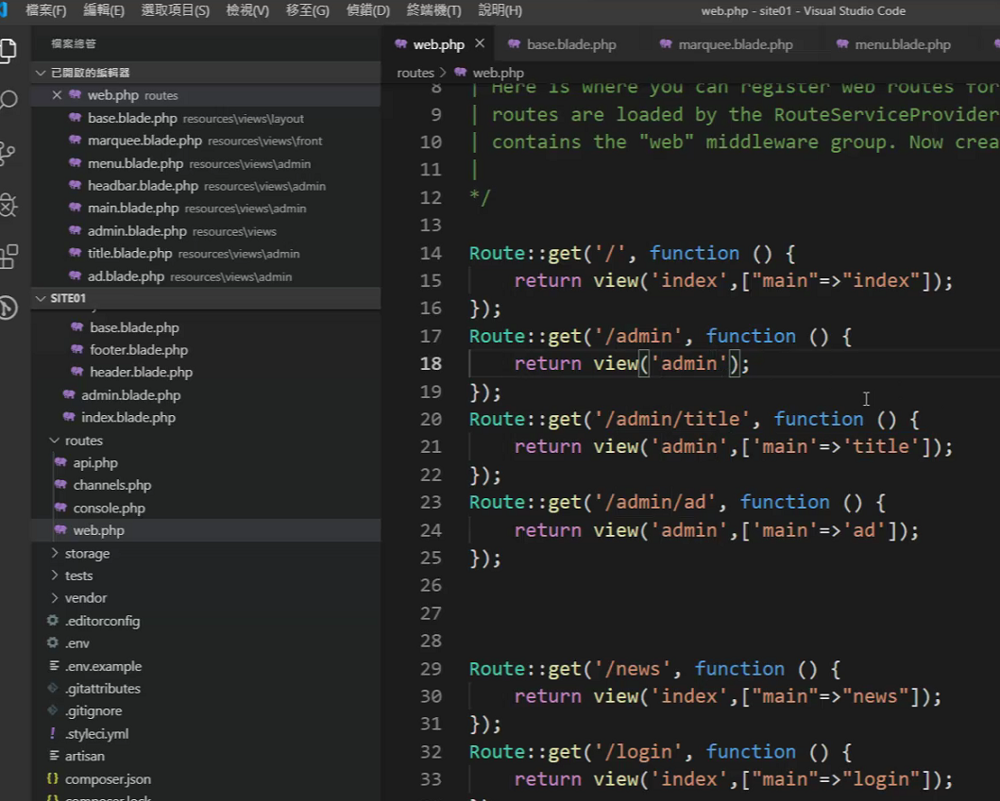 檔案(F) 編輯(E) 選取項目(S) 檢視(V) 移至(G) 偵錯(D) 終端機(T) 說明(H) web.php - site01 - Visual Studio Code
檔案總管
web.php base.blade.php marquee.blade.php menu.blade.php
已開啟的編輯器
routes > web.php
web.php routes
base.blade.php resources\views\layout
marquee.blade.php resources\views\front
menu.blade.php resources\views\admin
headbar.blade.php resources\views\admin
main.blade.php resources\views\admin
admin.blade.php resources\views
title.blade.php resources\views\admin
ad.blade.php resources\views\admin
SITE01
base.blade.php
footer.blade.php
header.blade.php
admin.blade.php
index.blade.php
routes
api.php
channels.php
console.php
web.php
storage
tests
vendor
.editorconfig
.env
.env.example
.gitattributes
.gitignore
.styleci.yml
artisan
composer.json
composer.lock
8 | Here is where you can register web routes for
9 | routes are loaded by the RouteServiceProvider
10 | contains the "web" middleware group. Now crea
11 |
12 */
13
14 Route::get('/', function () {
15 return view('index',["main"=>"index"]);
16 });
17 Route::get('/admin', function () {
18 return view('admin');
19 });
20 Route::get('/admin/title', function () {
21 return view('admin',['main'=>'title']);
22 });
23 Route::get('/admin/ad', function () {
24 return view('admin',['main'=>'ad']);
25 });
26
27
28
29 Route::get('/news', function () {
30 return view('index',["main"=>"news"]);
31 });
32 Route::get('/login', function () {
33 return view('index',["main"=>"login"]);